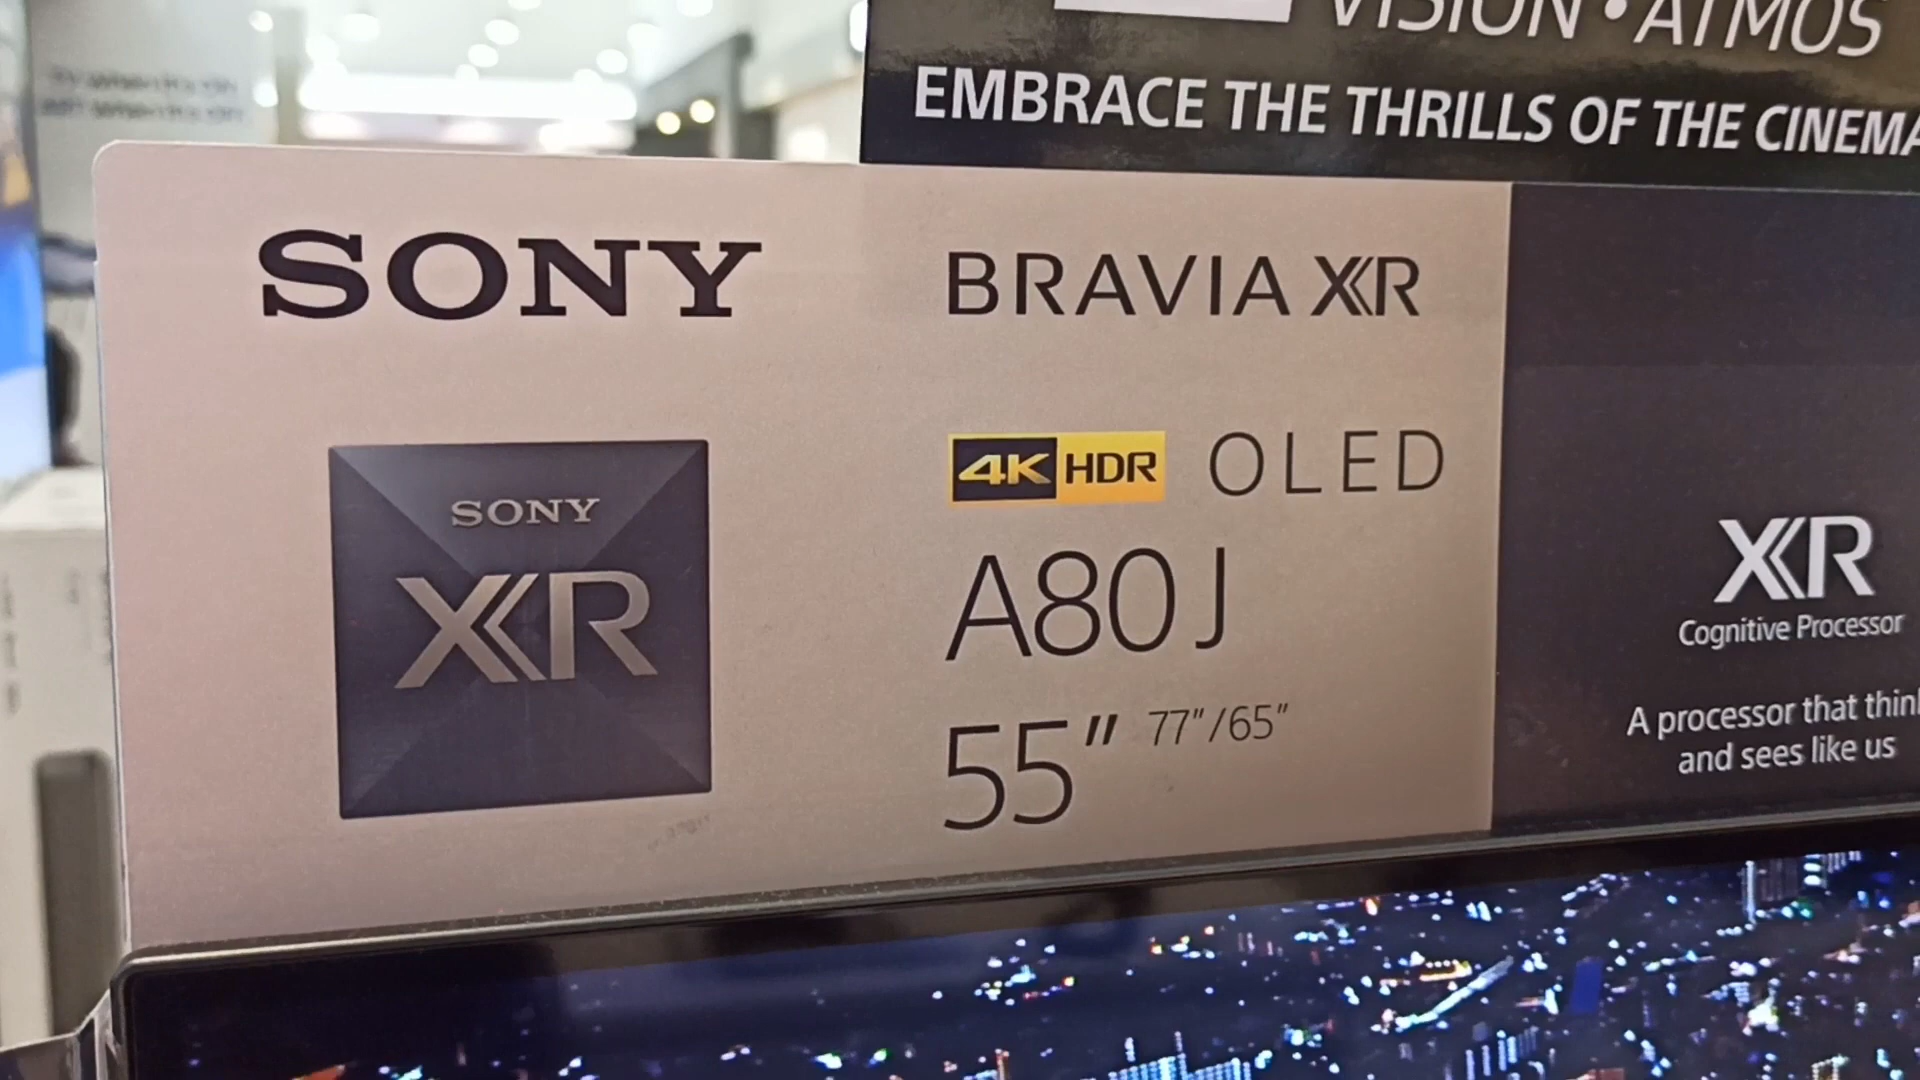 VISION • ATMOS
EMBRACE THE THRILLS OF THE CINEMA
SONY
BRAVIA XR
4K HDR OLED
SONY
XR
A80J
55" 77"/65"
XR
Cognitive Processor
A processor that think
and sees like us